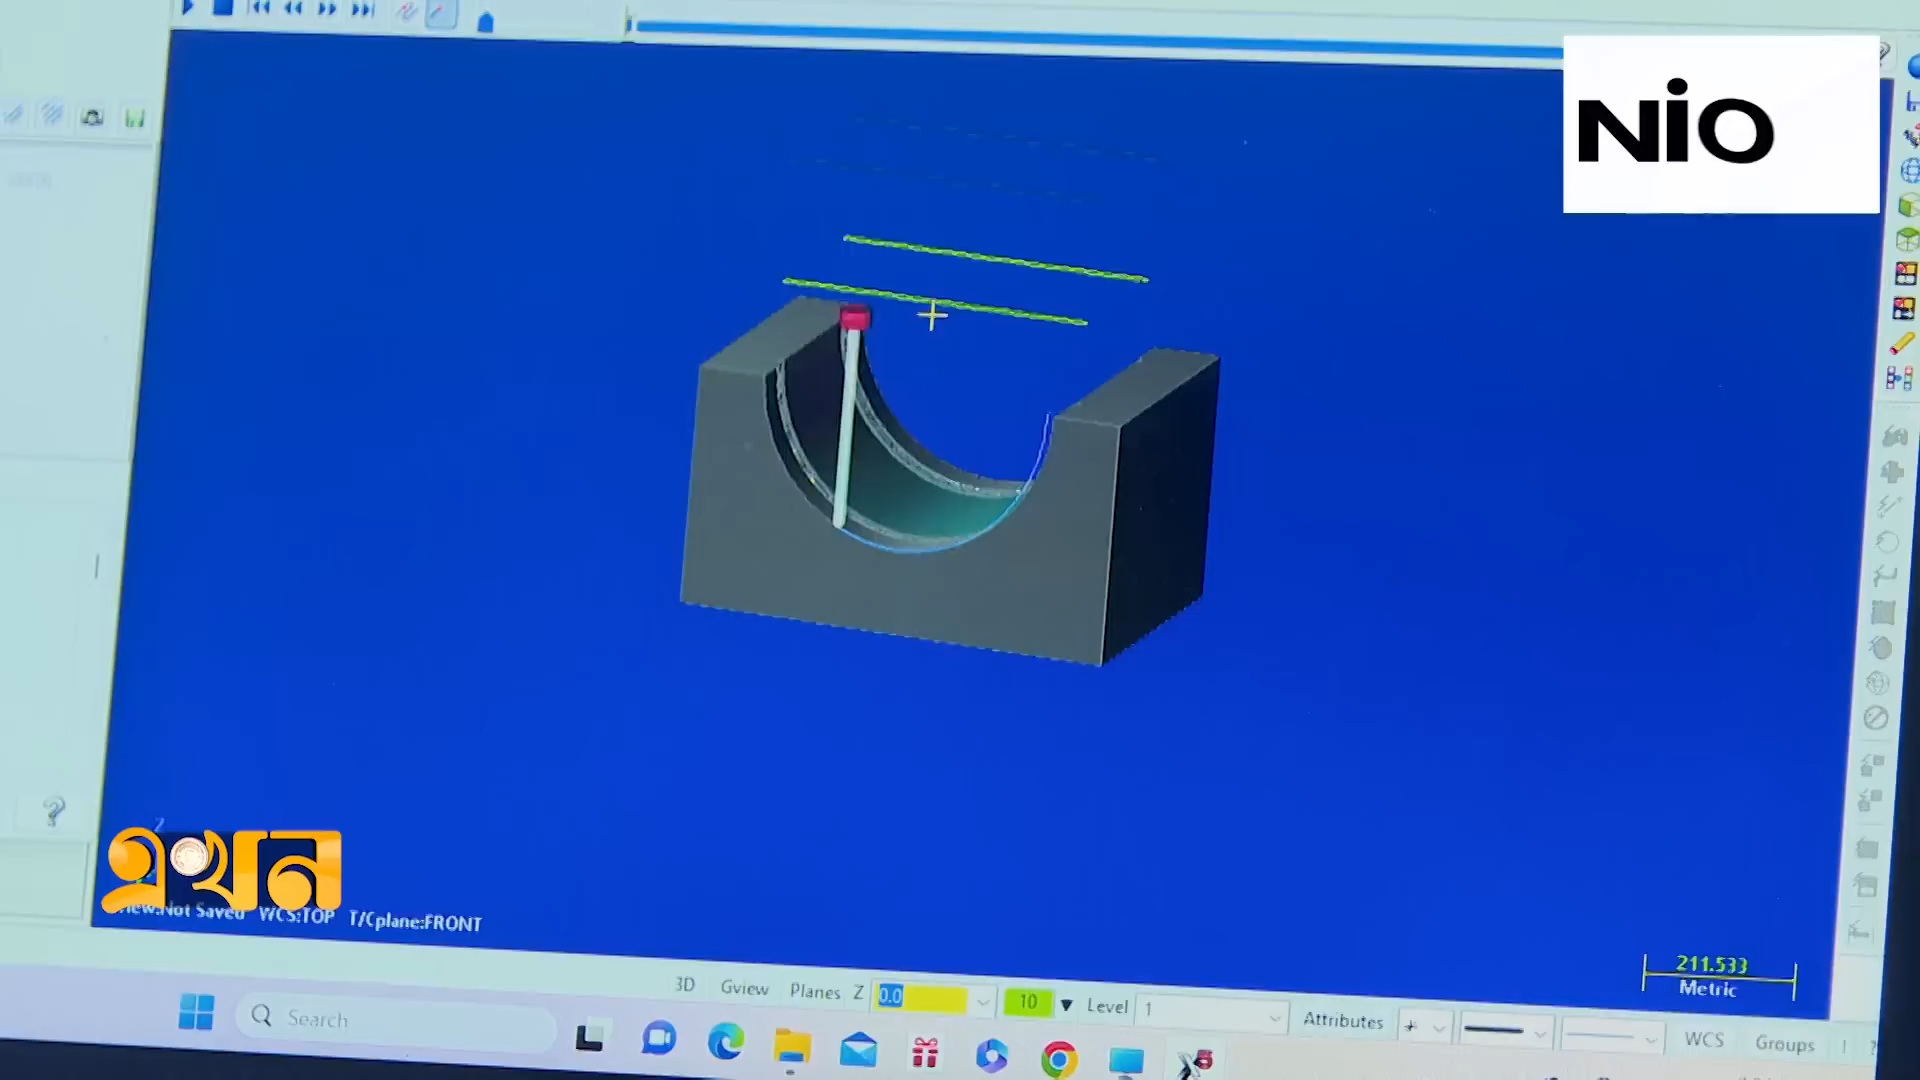 NiO
Z
এখন
View:Not Saved WCS:TOP T/Cplane:FRONT
211.533
Metric
3D Gview Planes Z 0.0 10 Level 1 Attributes WCS Groups
Search